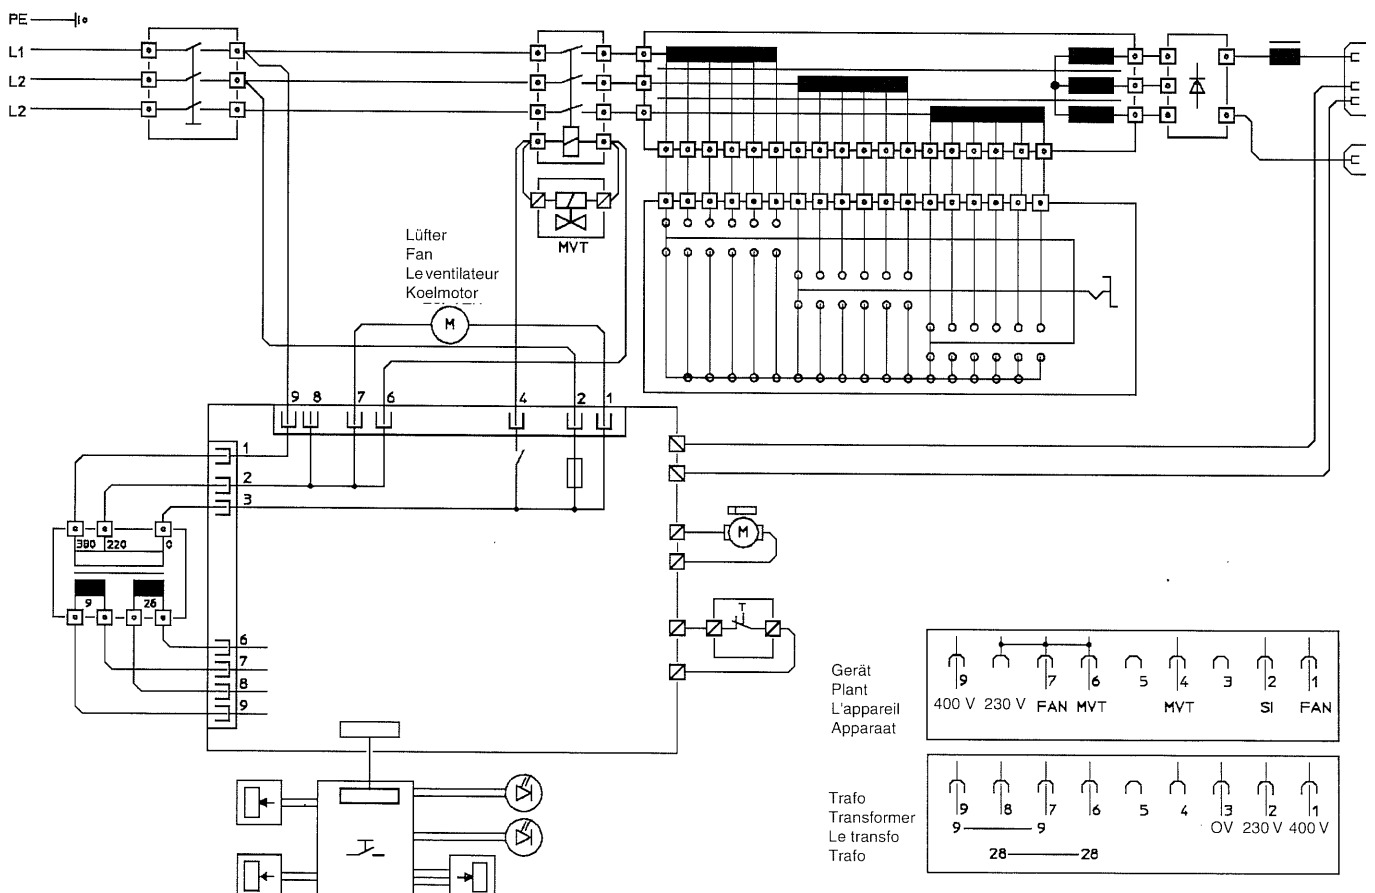 PE
L1
L2
L2
MVT
Lüfter
Fan
Le ventilateur
Koelmotor
M
9 8 7 6 4 2 1
1
2
3
380 220 0
9 26
6
7
8
9
M
T
Gerät
Plant
L'appareil
Apparaat
9 7 6 5 4 3 2 1
400 V 230 V FAN MVT MVT SI FAN
Trafo
Transformer
Le transfo
Trafo
9 8 7 6 5 4 3 2 1
9 9 OV 230 V 400 V
28 28